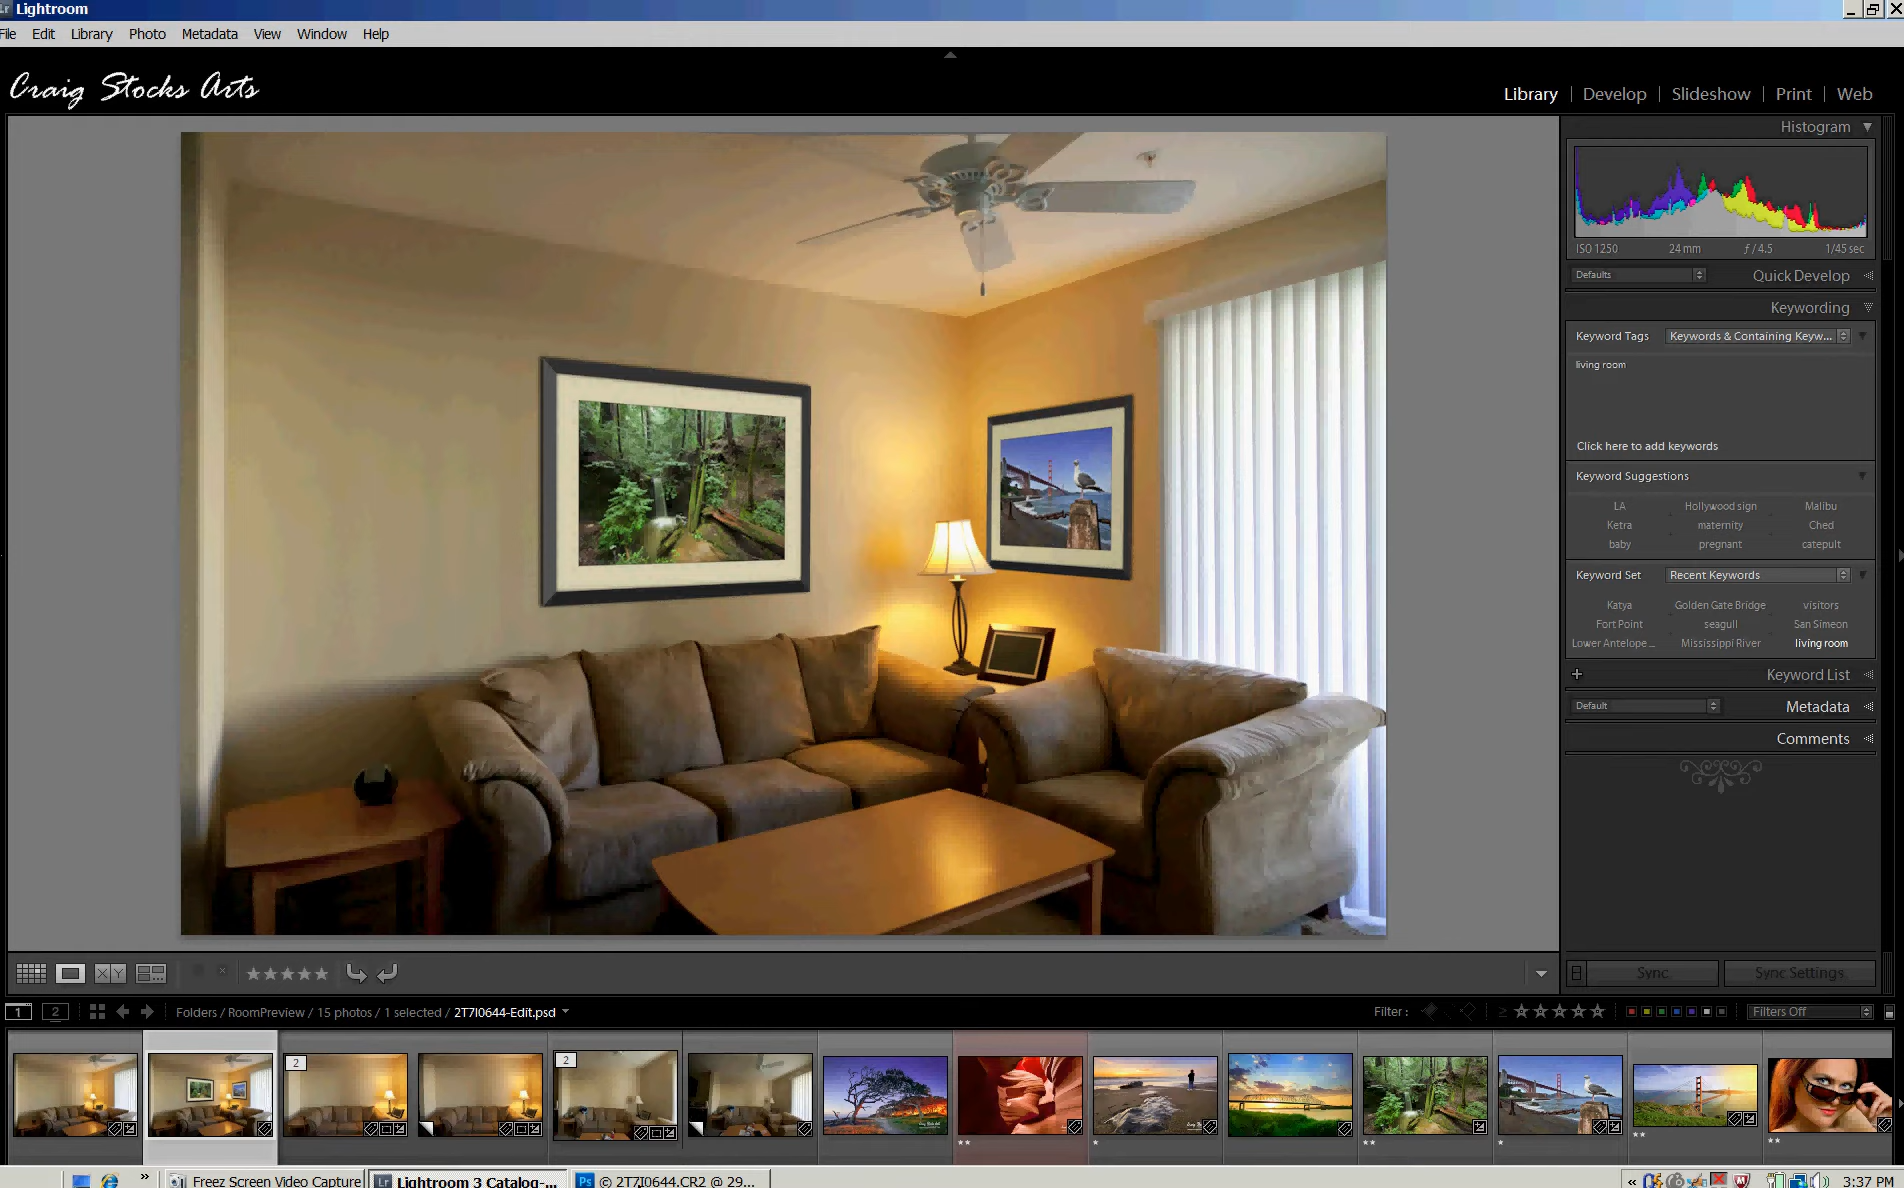 Lightroom
File Edit Library Photo Metadata View Window Help
Craig Stocks Arts
Library | Develop | Slideshow | Print | Web
Histogram
ISO 1250 24 mm ƒ / 4.5 1/45 sec
Defaults Quick Develop
Keywording
Keyword Tags Keywords & Containing Keyw...
living room
Click here to add keywords
Keyword Suggestions
LA Hollywood sign Malibu
Ketra maternity Ched
baby pregnant catepult
Keyword Set Recent Keywords
Katya Golden Gate Bridge visitors
Fort Point seagull San Simeon
Lower Antelope ... Mississippi River living room
+ Keyword List
Default Metadata
Comments
X Y
Sync Sync Settings
1 2 Folders / RoomPreview / 15 photos / 1 selected / 2T7I0644-Edit.psd Filter : ≥ Filters Off
2 2
« Freez Screen Video Capture Lr Lightroom 3 Catalog-... Ps © 2T7I0644.CR2 @ 29... « 3:37 PM